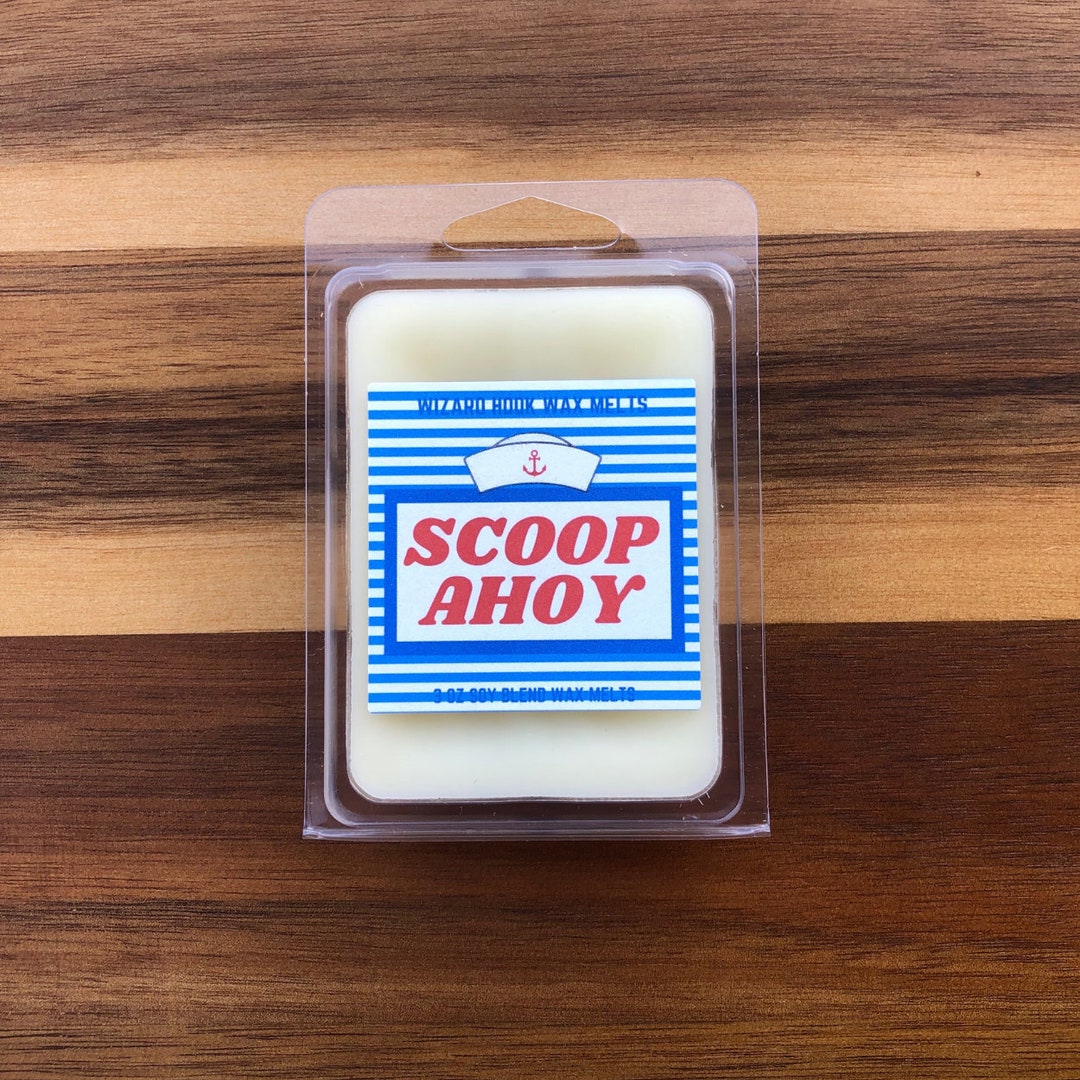 WIZARD HOOK WAX MELTS
SCOOP
AHOY
3 OZ SOY BLEND WAX MELTS